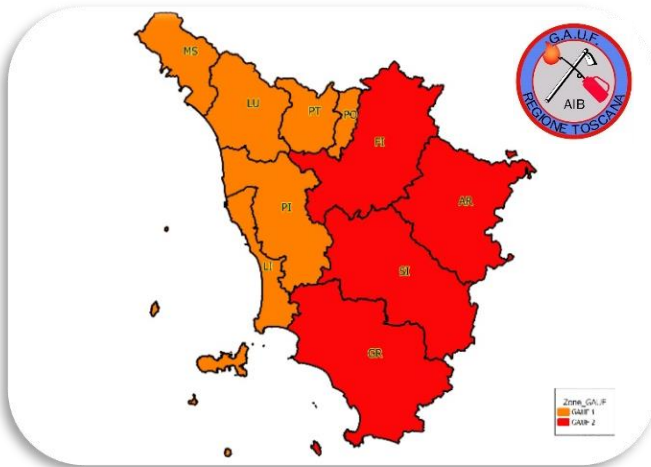 G.A.U.F.
AIB
REGIONE TOSCANA
MS
LU
PT
PO
FI
AR
PI
LI
SI
GR
Zone_GAUF
GAUF 1
GAUF 2